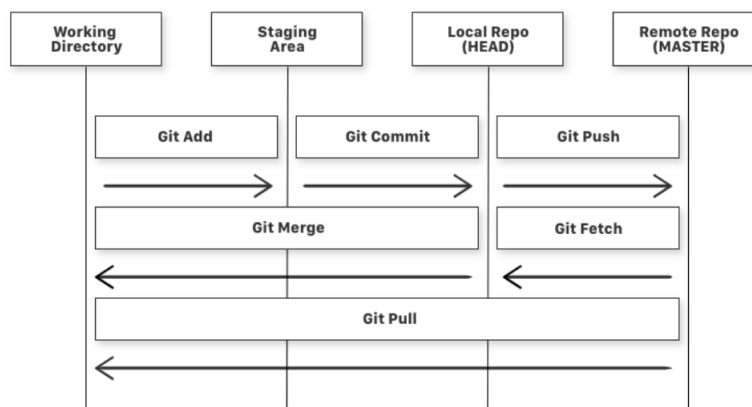 Working
Directory
Staging
Area
Local Repo
(HEAD)
Remote Repo
(MASTER)
Git Add
Git Commit
Git Push
Git Merge
Git Fetch
Git Pull